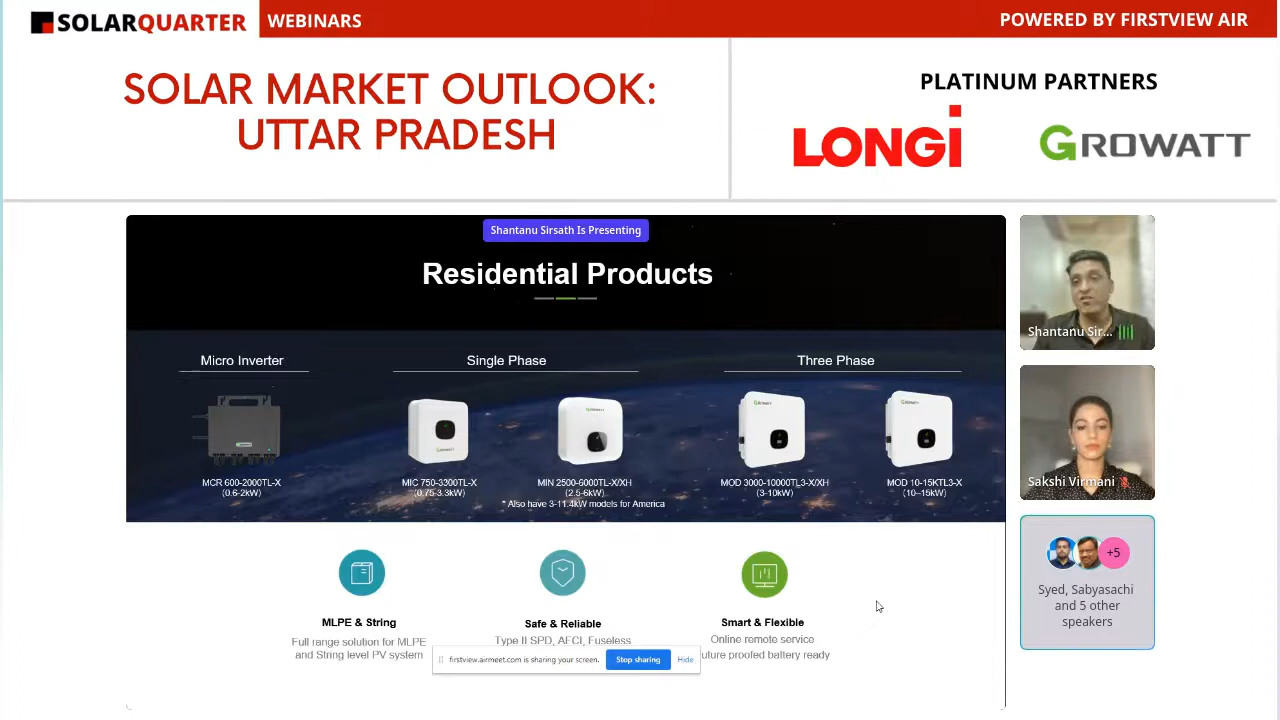 SOLARQUARTER
WEBINARS
POWERED BY FIRSTVIEW AIR
SOLAR MARKET OUTLOOK:
UTTAR PRADESH
PLATINUM PARTNERS
LONGi
GROWATT
Shantanu Sirsath Is Presenting
Residential Products
Micro Inverter
Single Phase
Three Phase
GROWATT
GROWATT
GROWATT
GROWATT
MCR 600-2000TL-X
(0.6-2kW)
MIC 750-3300TL-X
(0.75-3.3kW)
MIN 2500-6000TL-X/XH
(2.5-6kW)
* Also have 3-11.4kW models for America
MOD 3000-10000TL3-X/XH
(3-10kW)
MOD 10-15KTL3-X
(10–15kW)
MLPE & String
Full range solution for MLPE
and String level PV system
Safe & Reliable
Type II SPD, AFCI, Fuseless
Smart & Flexible
Online remote service
uture proofed battery ready
firstview.airmeet.com is sharing your screen.
Stop sharing
Hide
Shantanu Sir...
Sakshi Virmani
+5
Syed, Sabyasachi
and 5 other
speakers